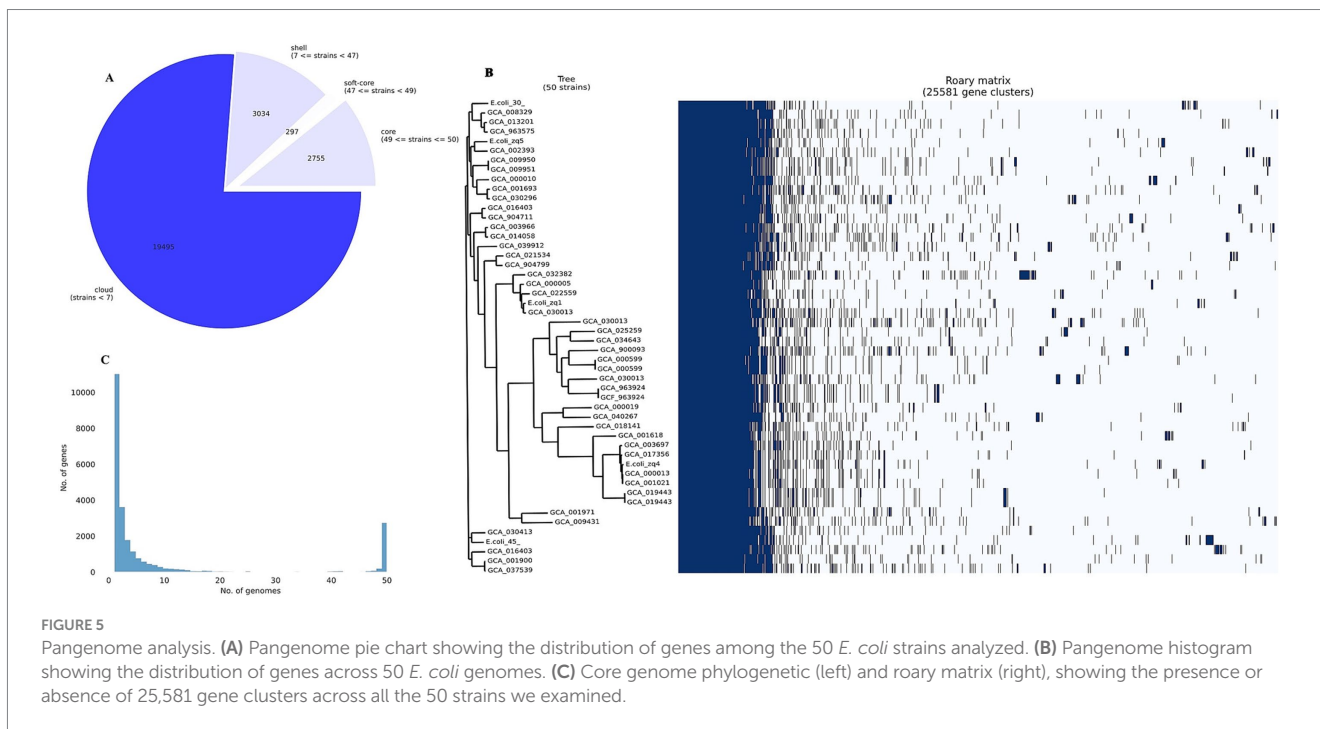 A
shell
(7 <= strains < 47)
soft-core
(47 <= strains < 49)
core
(49 <= strains <= 50)
3034
297
2755
19495
cloud
(strains < 7)
B
Tree
(50 strains)
E.coli_30_
GCA_008329
GCA_013201
GCA_963575
E.coli_zq5
GCA_002393
GCA_009950
GCA_009951
GCA_000010
GCA_001693
GCA_030296
GCA_016403
GCA_904711
GCA_003966
GCA_014058
GCA_039912
GCA_021534
GCA_904799
GCA_032382
GCA_000005
GCA_022559
E.coli_zq1
GCA_030013
GCA_030013
GCA_025259
GCA_034643
GCA_900093
GCA_000599
GCA_000599
GCA_030013
GCA_963924
GCF_963924
GCA_000019
GCA_040267
GCA_018141
GCA_001618
GCA_003697
GCA_017356
E.coli_zq4
GCA_000013
GCA_001021
GCA_019443
GCA_019443
GCA_001971
GCA_009431
GCA_030413
E.coli_45_
GCA_016403
GCA_001900
GCA_037539
Roary matrix
(25581 gene clusters)
C
No. of genes
10000
8000
6000
4000
2000
0
0
10
20
30
40
50
No. of genomes
FIGURE 5
Pangenome analysis. (A) Pangenome pie chart showing the distribution of genes among the 50 E. coli strains analyzed. (B) Pangenome histogram
showing the distribution of genes across 50 E. coli genomes. (C) Core genome phylogenetic (left) and roary matrix (right), showing the presence or
absence of 25,581 gene clusters across all the 50 strains we examined.